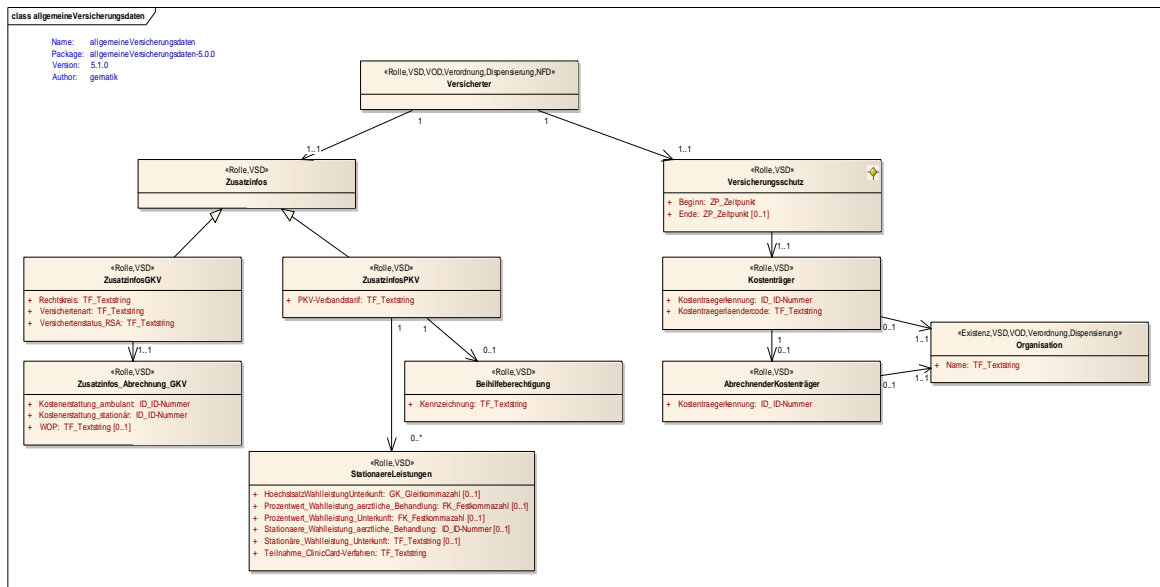 class allgemeineVersicherungsdaten
Name: allgemeineVersicherungsdaten
Package: allgemeineVersicherungsdaten-5.0.0
Version: 5.1.0
Author: gematik
«Rolle,VSD,VOD,Verordnung,Dispensierung,NFD»
Versicherter
1
1
1..1
1..1
«Rolle,VSD»
Zusatzinfos
«Rolle,VSD»
Versicherungsschutz
+ Beginn: ZP_Zeitpunkt
+ Ende: ZP_Zeitpunkt [0..1]
1..1
«Rolle,VSD»
ZusatzinfosGKV
+ Rechtskreis: TF_Textstring
+ Versichertenart: TF_Textstring
+ Versichertenstatus_RSA: TF_Textstring
1..1
«Rolle,VSD»
ZusatzinfosPKV
+ PKV-Verbandstarif: TF_Textstring
1
1
0..1
0..*
«Rolle,VSD»
Kostenträger
+ Kostentraegerkennung: ID_ID-Nummer
+ Kostentraegerlaendercode: TF_Textstring
0..1
1..1
1
0..1
«Existenz,VSD,VOD,Verordnung,Dispensierung»
Organisation
+ Name: TF_Textstring
«Rolle,VSD»
Zusatzinfos_Abrechnung_GKV
+ Kostenerstattung_ambulant: ID_ID-Nummer
+ Kostenerstattung_stationär: ID_ID-Nummer
+ WOP: TF_Textstring [0..1]
«Rolle,VSD»
Beihilfeberechtigung
+ Kennzeichnung: TF_Textstring
«Rolle,VSD»
AbrechnenderKostenträger
+ Kostentraegerkennung: ID_ID-Nummer
0..1
1..1
«Rolle,VSD»
StationaereLeistungen
+ HoechstsatzWahlleistungUnterkunft: GK_Gleitkommazahl [0..1]
+ Prozentwert_Wahlleistung_aerztliche_Behandlung: FK_Festkommazahl [0..1]
+ Prozentwert_Wahlleistung_Unterkunft: FK_Festkommazahl [0..1]
+ Stationaere_Wahlleistung_aerztliche_Behandlung: ID_ID-Nummer [0..1]
+ Stationäre_Wahlleistung_Unterkunft: TF_Textstring [0..1]
+ Teilnahme_ClinicCard-Verfahren: TF_Textstring